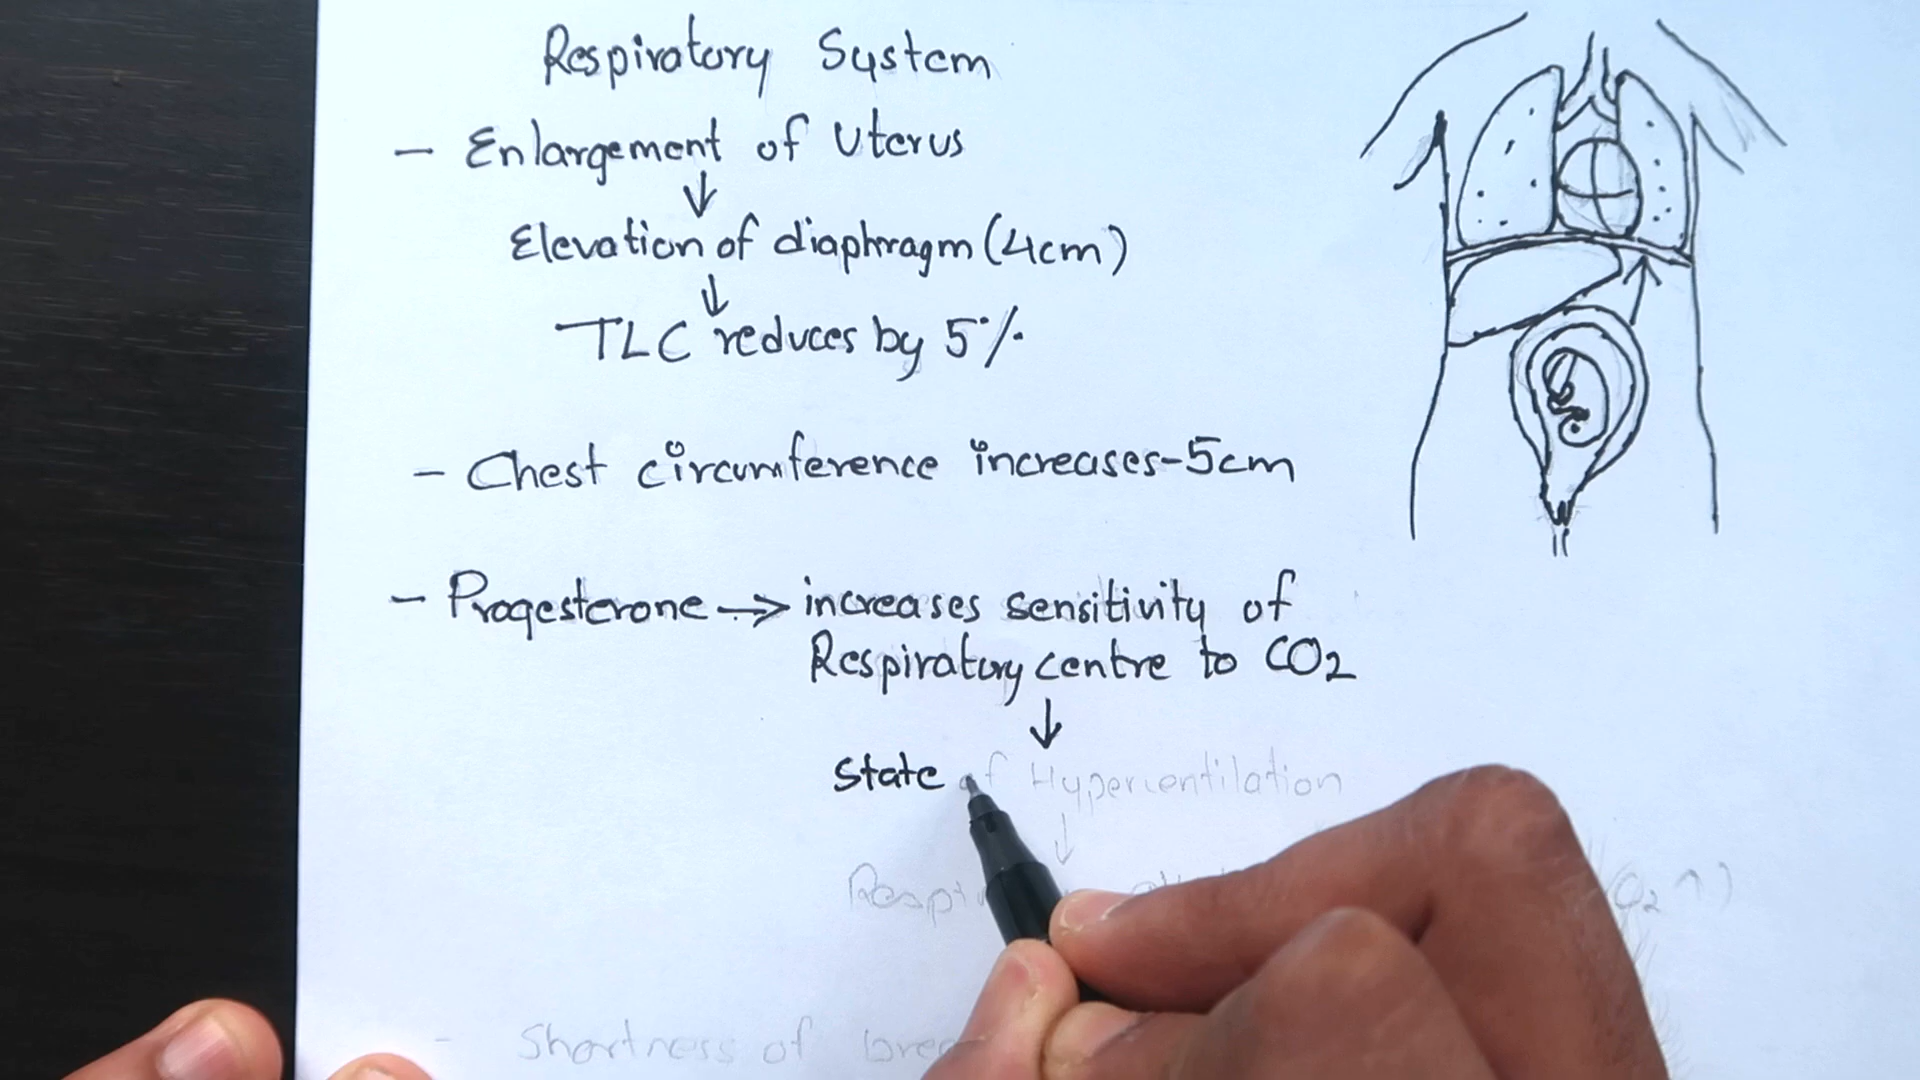 Respiratory System
- Enlargement of Uterus
↓
Elevation of diaphragm (4cm)
↓
TLC reduces by 5%
- Chest circumference increases-5cm
- Progesterone → increases sensitivity of
Respiratory centre to CO2
↓
State of Hyperventilation
↓
O2 ↑)
- Shortness of